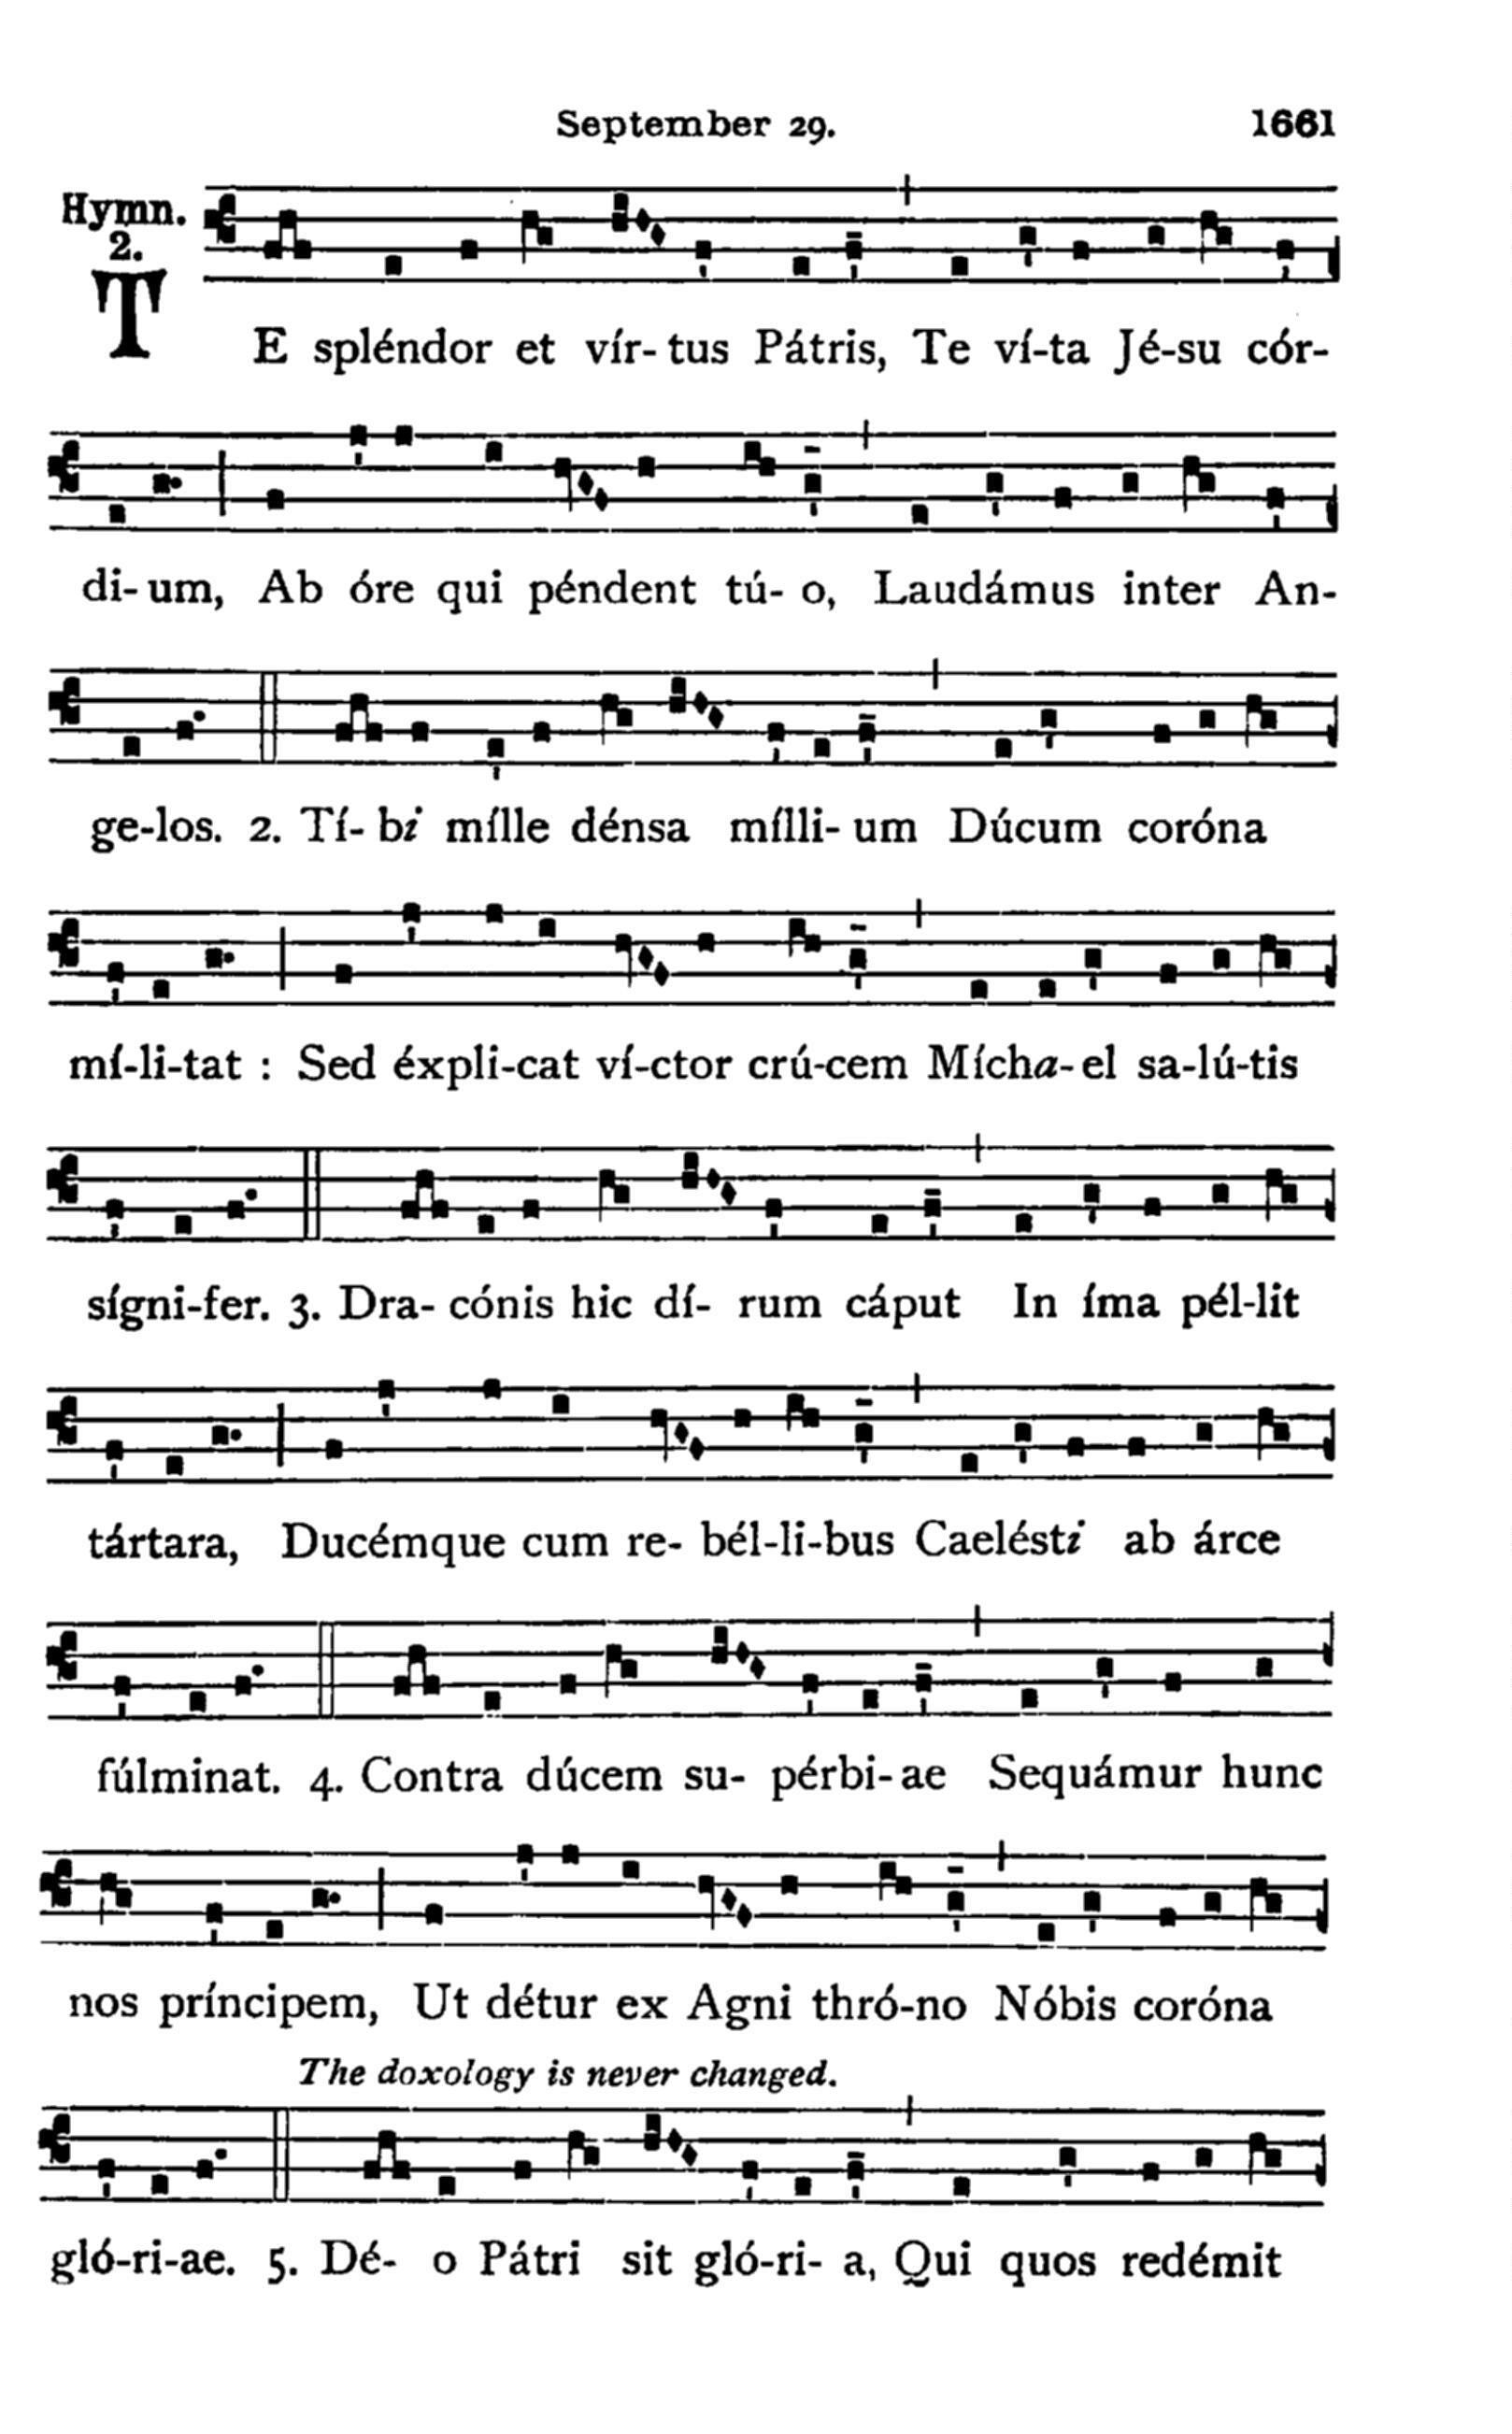 September 29. 1661
Hymn.
2.
TE spléndor et vír- tus Pátris, Te ví-ta Jé-su cór-
di- um, Ab óre qui péndent tú- o, Laudámus inter An-
ge-los. 2. Tí- bi mílle dénsa mílli- um Dúcum coróna
mí-li-tat : Sed éxpli-cat ví-ctor crú-cem Mícha- el sa-lú-tis
sígni-fer. 3. Dra- cónis hic dí- rum cáput In íma pél-lit
tártara, Ducémque cum re- bél-li-bus Caelésti ab árce
fúlminat. 4. Contra dúcem su- pérbi- ae Sequámur hunc
nos príncipem, Ut détur ex Agni thró-no Nóbis coróna
The doxology is never changed.
gló-ri-ae. 5. Dé- o Pátri sit gló-ri- a, Qui quos redémit